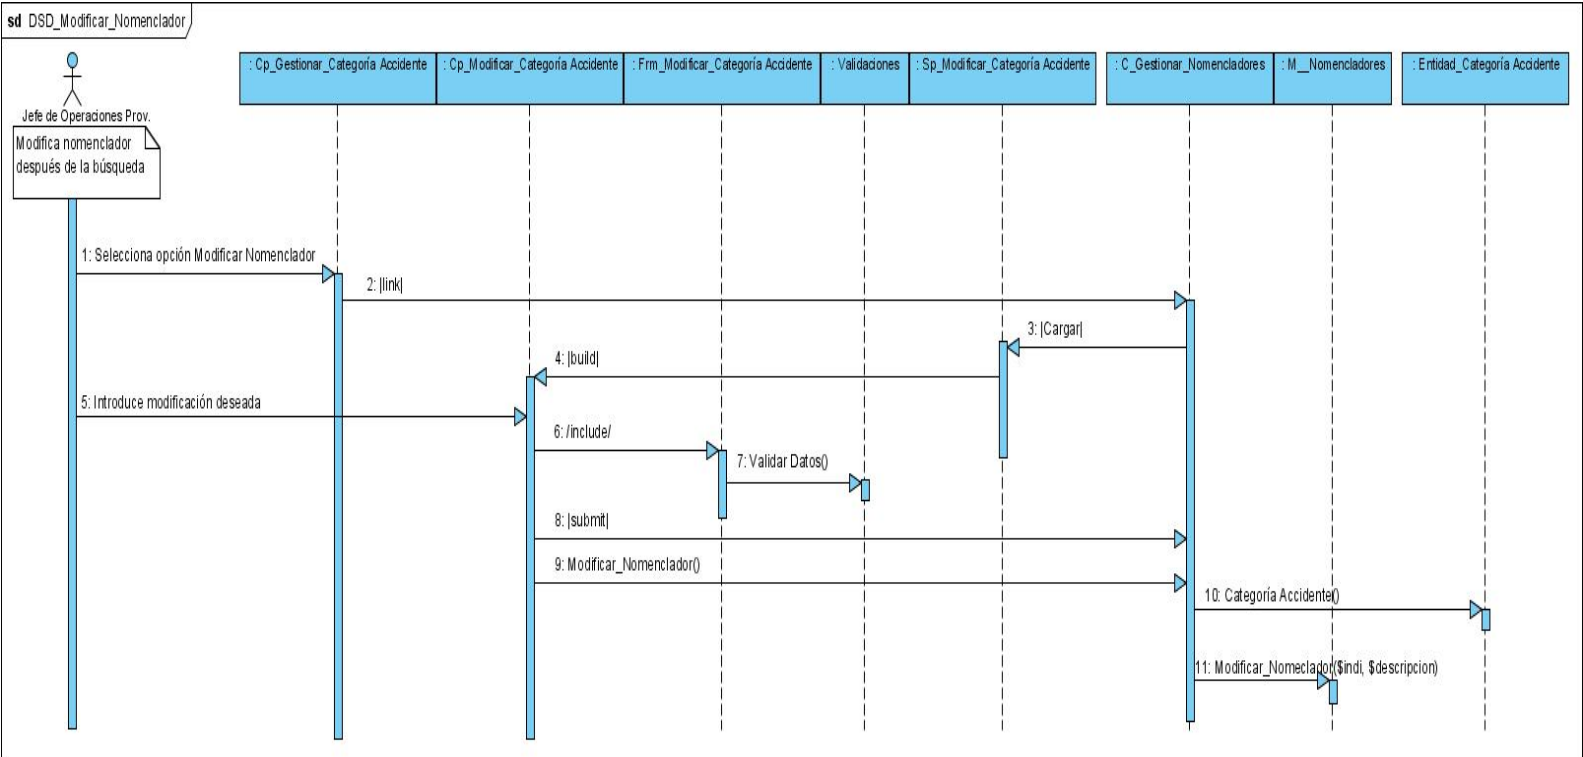 sd DSD_Modificar_Nomenclador
: Cp_Gestionar_Categoría Accidente
: Cp_Modificar_Categoría Accidente
: Frm_Modificar_Categoría Accidente
: Validaciones
: Sp_Modificar_Categoría Accidente
: C_Gestionar_Nomencladores
: M__Nomencladores
: Entidad_Categoría Accidente
Jefe de Operaciones Prov.
Modifica nomenclador
después de la búsqueda
1: Selecciona opción Modificar Nomenclador
2: |link|
3: |Cargar|
4: |build|
5: Introduce modificación deseada
6: /include/
7: Validar Datos()
8: |submit|
9: Modificar_Nomenclador()
10: Categoría Accidente()
11: Modificar_Nomeclador($indi, $descripcion)